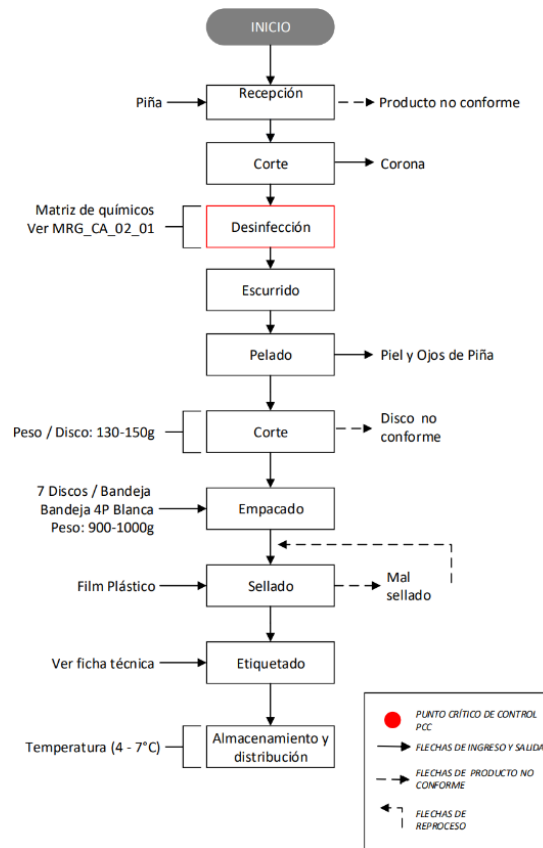 INICIO
Piña
Recepción
Producto no conforme
Corte
Corona
Matriz de químicos
Ver MRG_CA_02_01
Desinfección
Escurrido
Pelado
Piel y Ojos de Piña
Peso / Disco: 130-150g
Corte
Disco no
conforme
7 Discos / Bandeja
Bandeja 4P Blanca
Peso: 900-1000g
Empacado
Film Plástico
Sellado
Mal
sellado
Ver ficha técnica
Etiquetado
Temperatura (4 - 7°C)
Almacenamiento y
distribución
PUNTO CRÍTICO DE CONTROL
PCC
FLECHAS DE INGRESO Y SALIDA
FLECHAS DE PRODUCTO NO
CONFORME
FLECHAS DE
REPROCESO